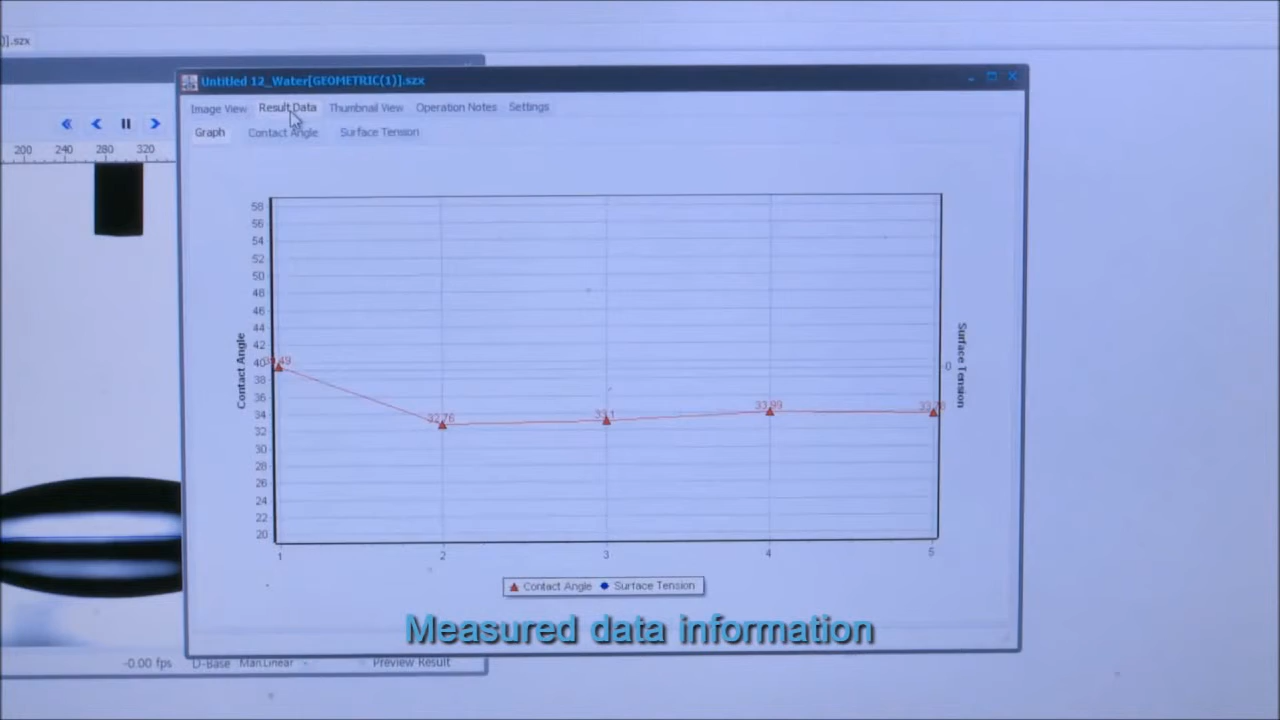 )].szx
Untitled 12_Water[GEOMETRIC(1)].szx
Image View Result Data Thumbnail View Operation Notes Settings
Graph Contact Angle Surface Tension
200 240 280 320
58
56
54
52
50
48
46
44
42
40
38
36
34
32
30
28
26
24
22
20
Contact Angle
32.76
33.1
33.99
0
Surface Tension
1 2 3 4 5
Contact Angle Surface Tension
Measured data information
-0.00 fps D-Base Man.Linear Preview Result